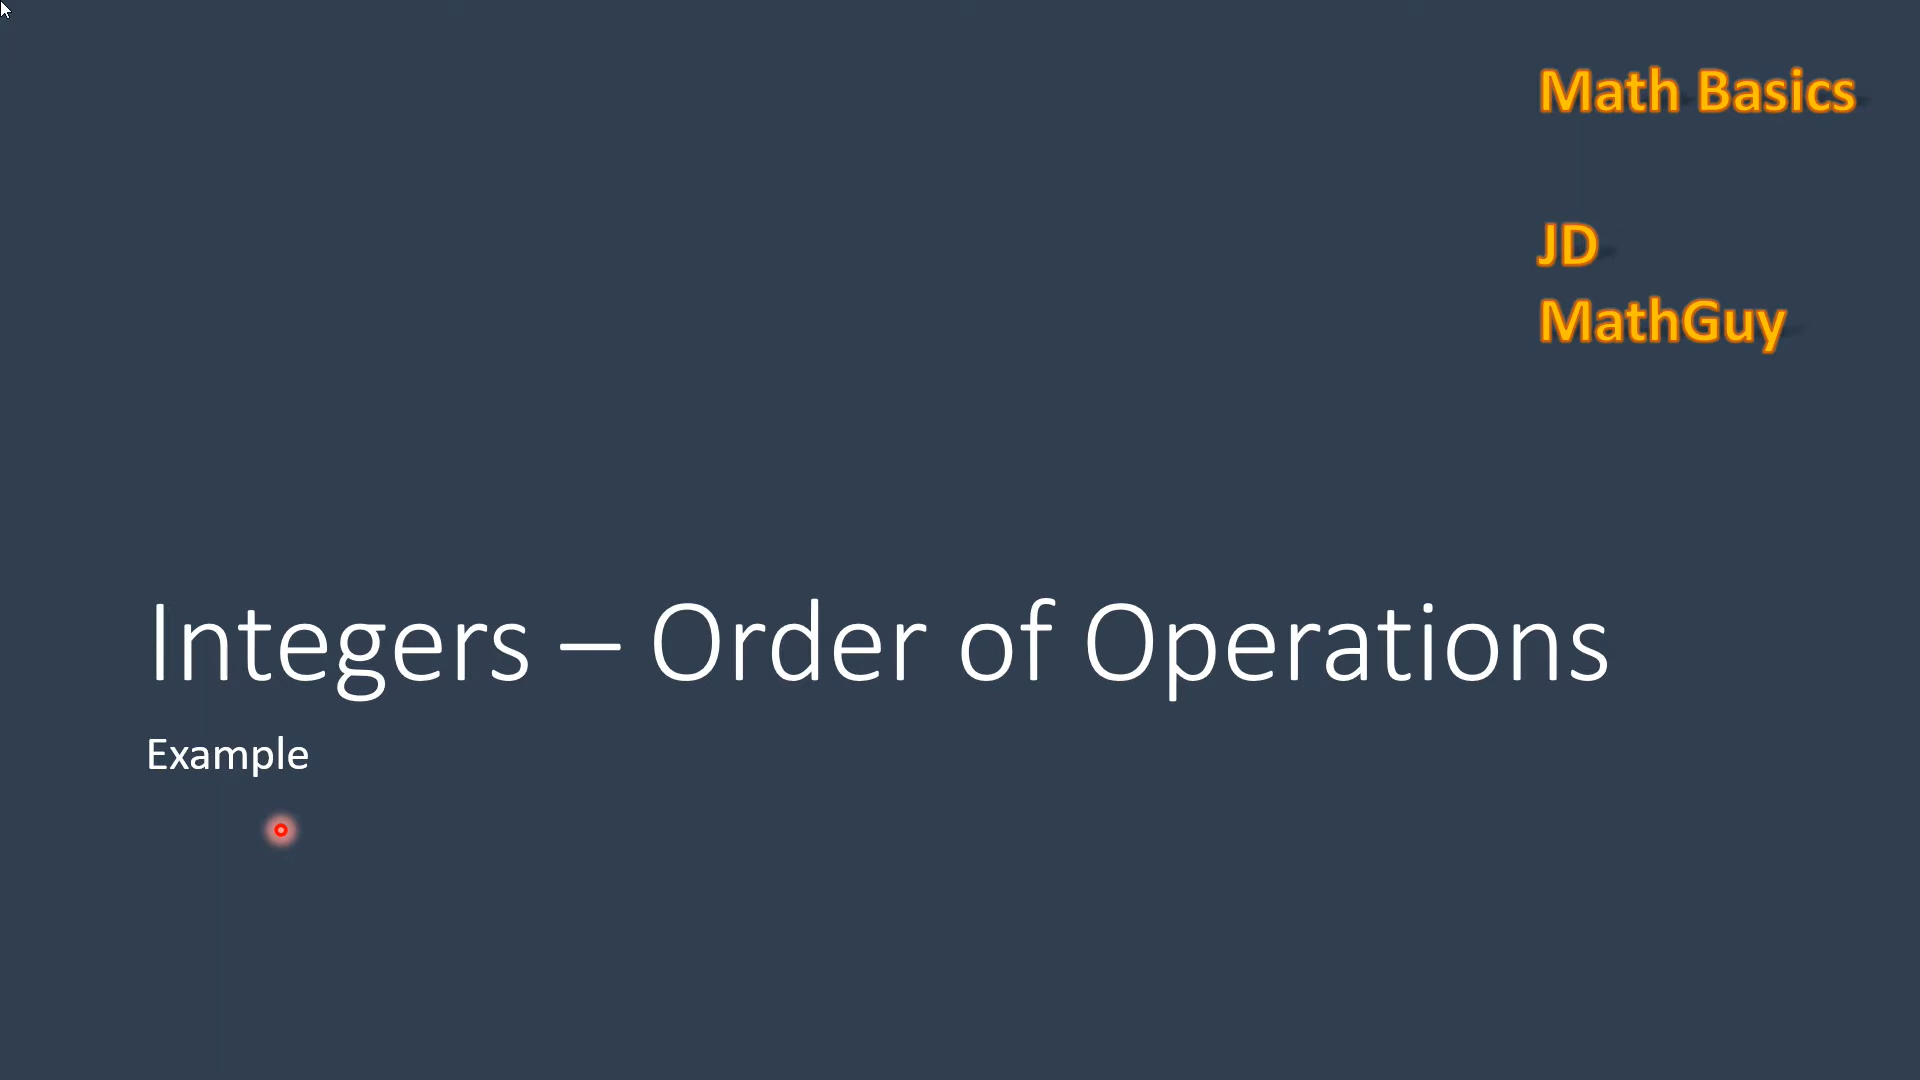 Math Basics
JD
MathGuy
Integers – Order of Operations
Example